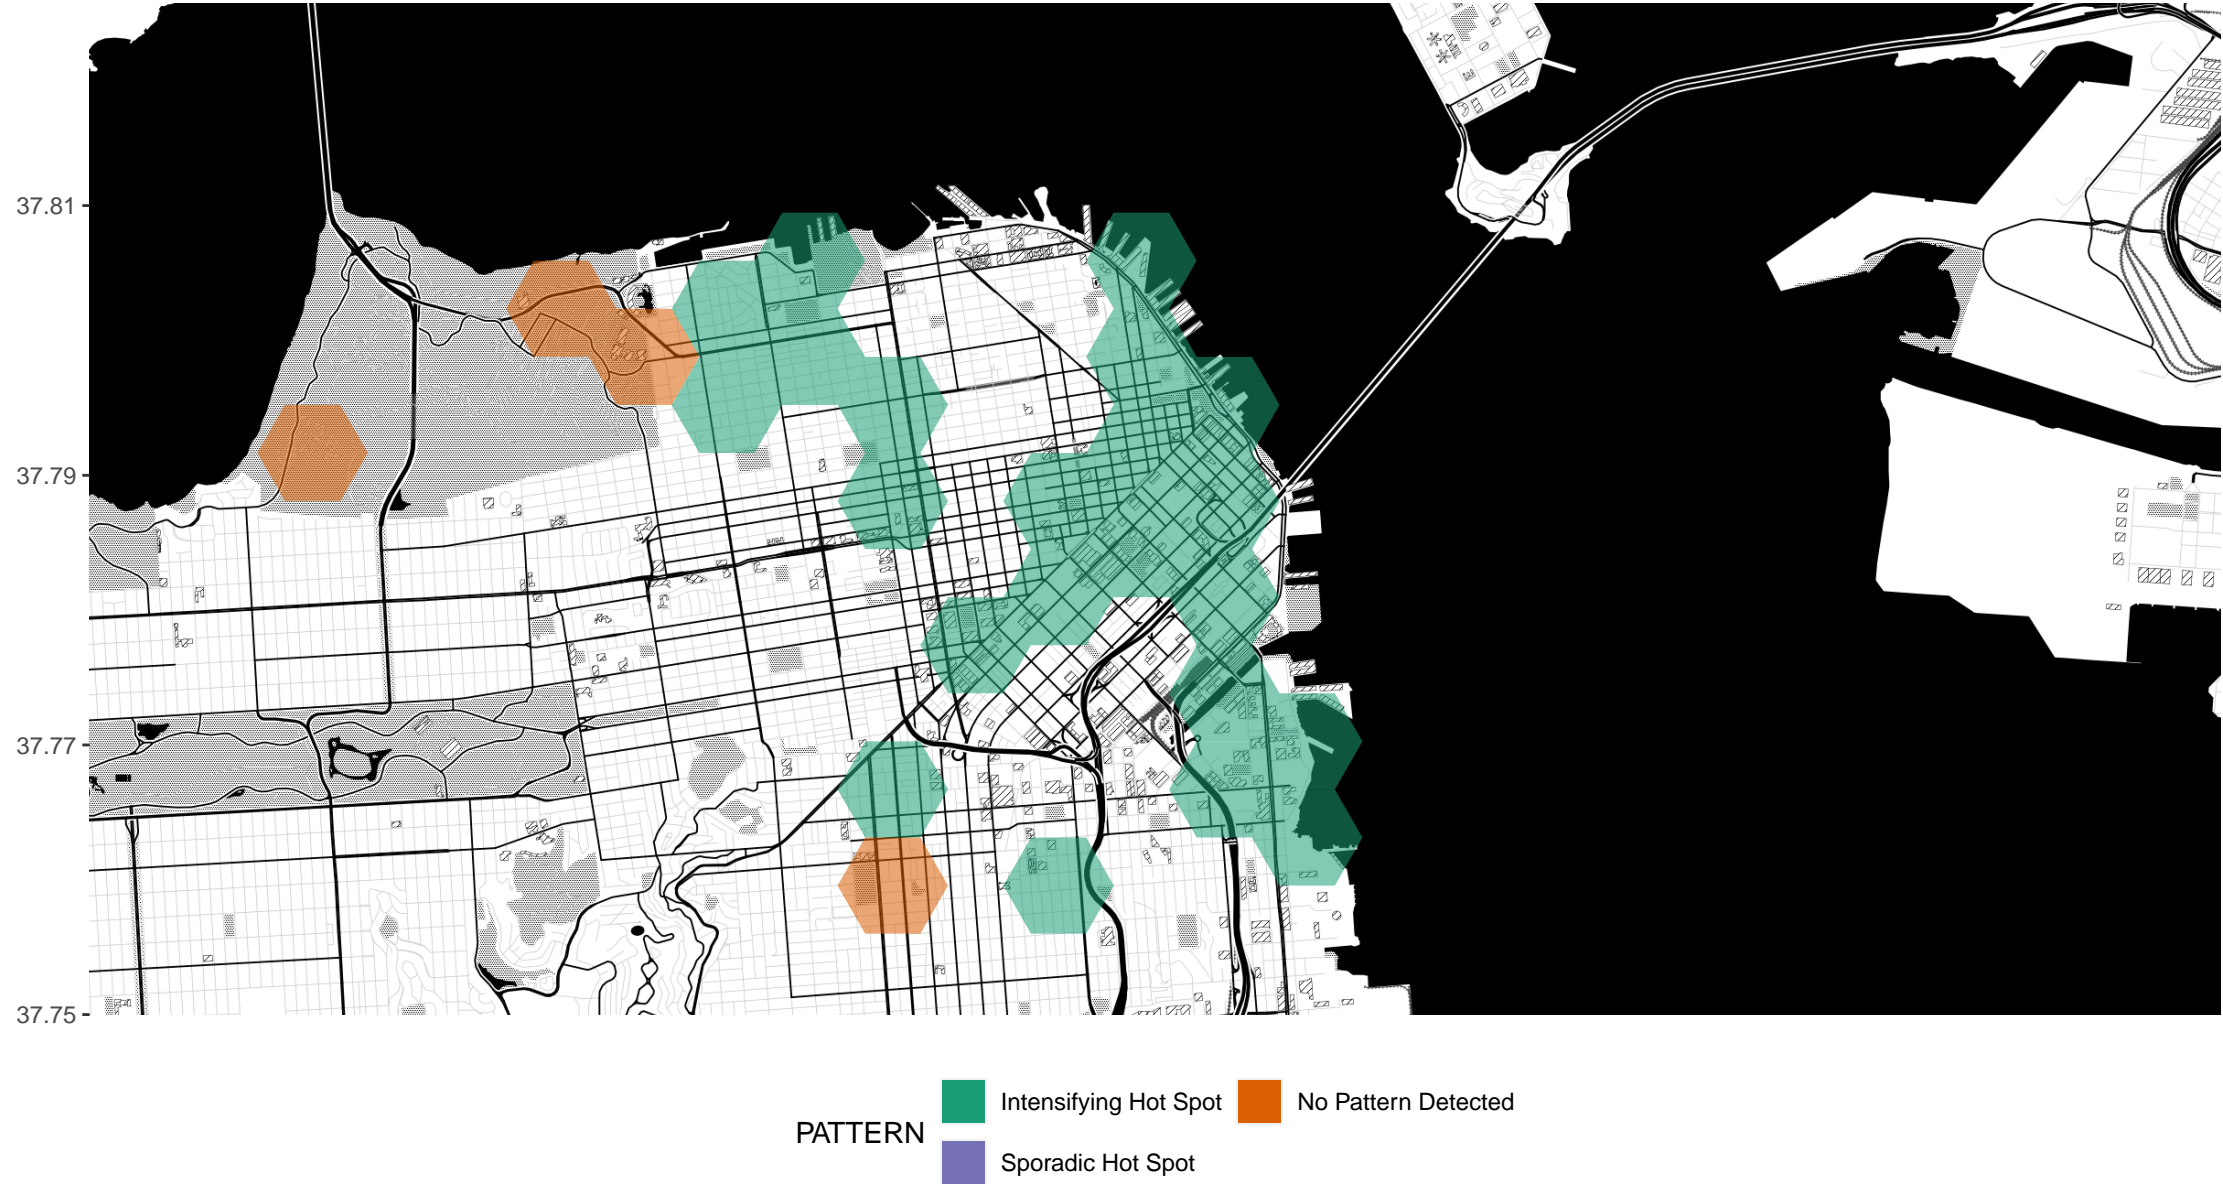 37.81
37.79
37.77
37.75
PATTERN
Intensifying Hot Spot
No Pattern Detected
Sporadic Hot Spot